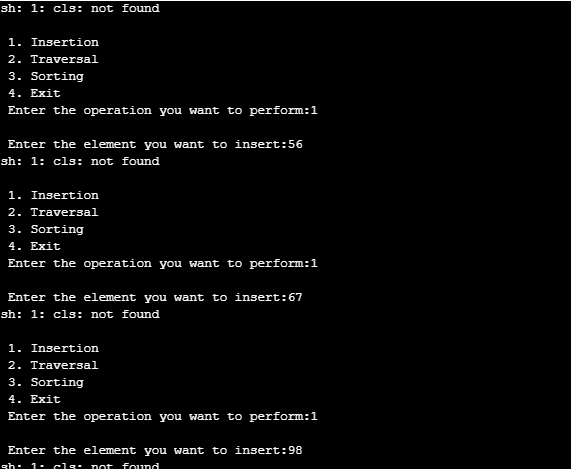 sh: 1: cls: not found
1. Insertion
2. Traversal
3. Sorting
4. Exit
Enter the operation you want to perform:1
Enter the element you want to insert:56
sh: 1: cls: not found
1. Insertion
2. Traversal
3. Sorting
4. Exit
Enter the operation you want to perform:1
Enter the element you want to insert:67
sh: 1: cls: not found
1. Insertion
2. Traversal
3. Sorting
4. Exit
Enter the operation you want to perform:1
Enter the element you want to insert:98
sh: 1: cls: not found